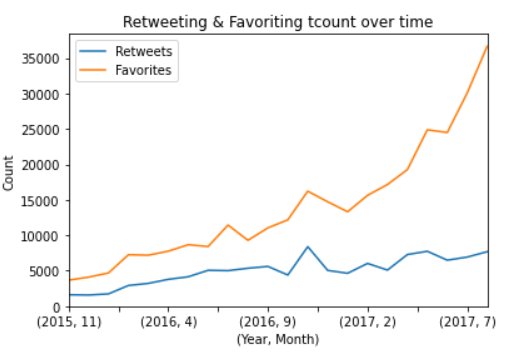 Retweeting & Favoriting tcount over time
Retweets
Favorites
35000
30000
25000
20000
15000
10000
5000
0
Count
(2015, 11) (2016, 4) (2016, 9) (2017, 2) (2017, 7)
(Year, Month)